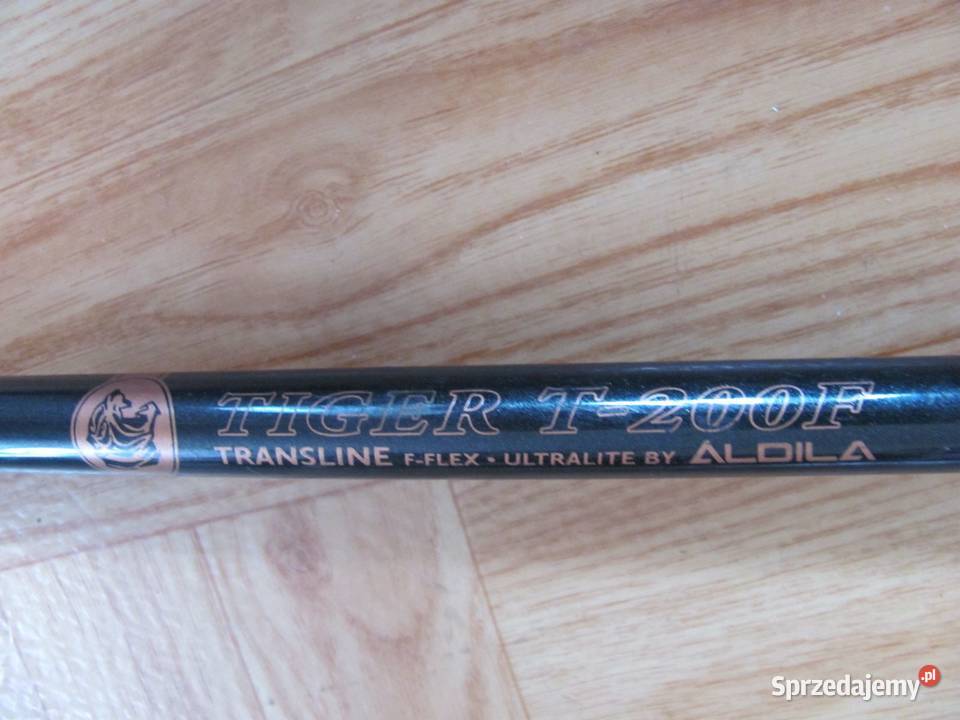 TIGER T-200F
TRANSLINE F-FLEX • ULTRALITE BY ALDILA
Sprzedajemy.pl